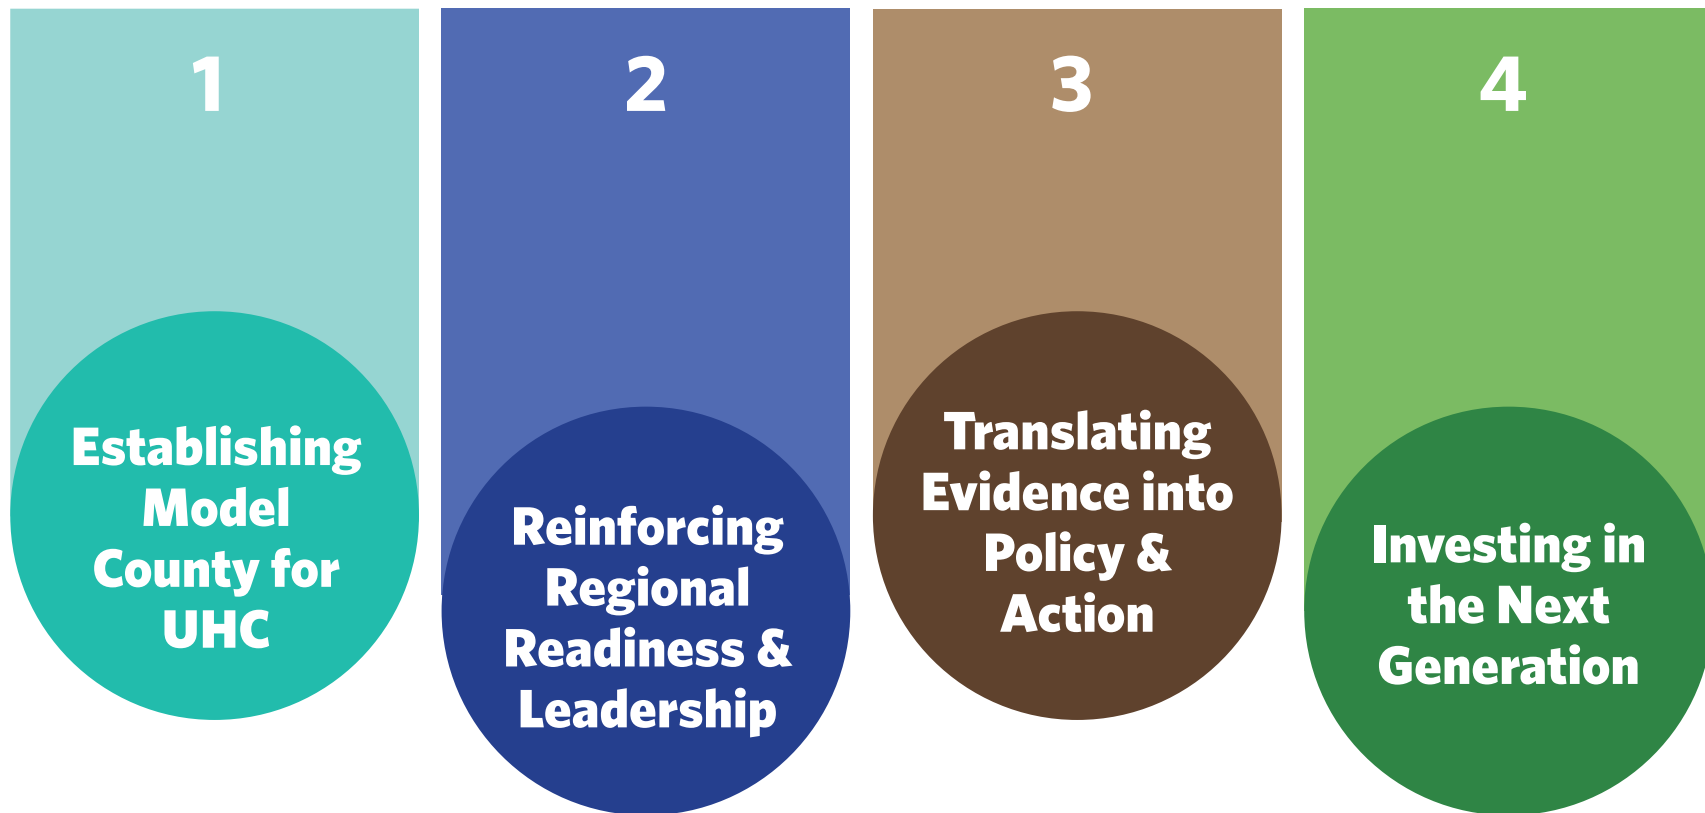 1
Establishing
Model
County for
UHC
2
Reinforcing
Regional
Readiness &
Leadership
3
Translating
Evidence into
Policy &
Action
4
Investing in
the Next
Generation